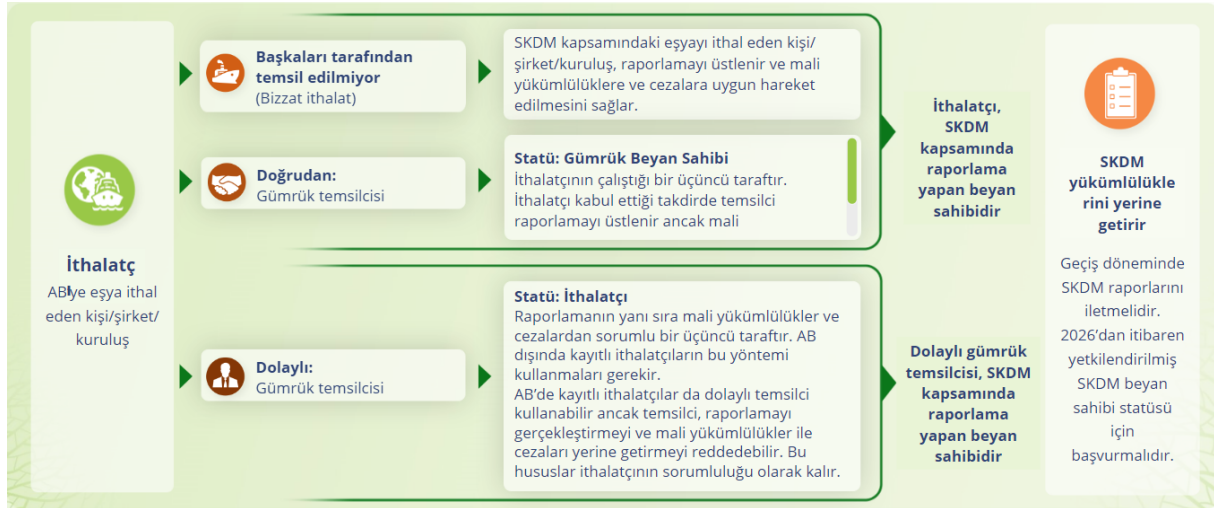 İthalatç
AB'ye eşya ithal
eden kişi/şirket/
kuruluş
Başkaları tarafından
temsil edilmiyor
(Bizzat ithalat)
SKDM kapsamındaki eşyayı ithal eden kişi/
şirket/kuruluş, raporlamayı üstlenir ve mali
yükümlülüklere ve cezalara uygun hareket
edilmesini sağlar.
Doğrudan:
Gümrük temsilcisi
Statü: Gümrük Beyan Sahibi
İthalatçının çalıştığı bir üçüncü taraftır.
İthalatçı kabul ettiği takdirde temsilci
raporlamayı üstlenir ancak mali
İthalatçı,
SKDM
kapsamında
raporlama
yapan beyan
sahibidir
Dolaylı:
Gümrük temsilcisi
Statü: İthalatçı
Raporlamanın yanı sıra mali yükümlülükler ve
cezalardan sorumlu bir üçüncü taraftır. AB
dışında kayıtlı ithalatçıların bu yöntemi
kullanmaları gerekir.
AB'de kayıtlı ithalatçılar da dolaylı temsilci
kullanabilir ancak temsilci, raporlamayı
gerçekleştirmeyi ve mali yükümlülükler ile
cezaları yerine getirmeyi reddedebilir. Bu
hususlar ithalatçının sorumluluğu olarak kalır.
Dolaylı gümrük
temsilcisi, SKDM
kapsamında
raporlama
yapan beyan
sahibidir
SKDM
yükümlülükle
rini yerine
getirir
Geçiş döneminde
SKDM raporlarını
iletmelidir.
2026'dan itibaren
yetkilendirilmiş
SKDM beyan
sahibi statüsü
için
başvurmalıdır.